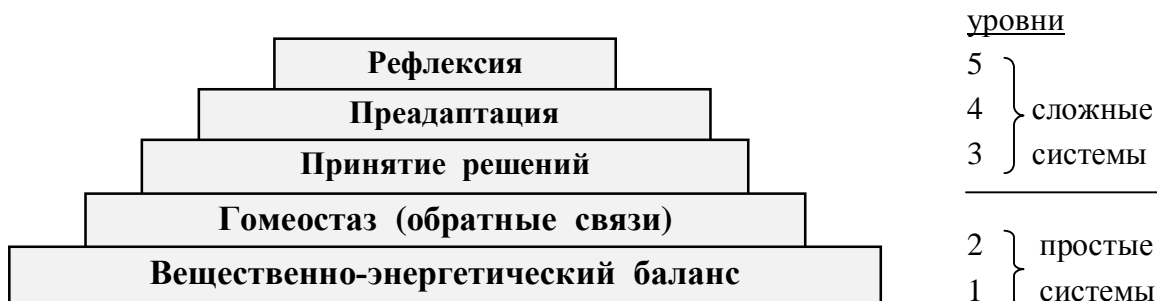 уровни
Рефлексия 5
Преадаптация 4 сложные
Принятие решений 3 системы
Гомеостаз (обратные связи)
2 простые
Вещественно-энергетический баланс
1 системы